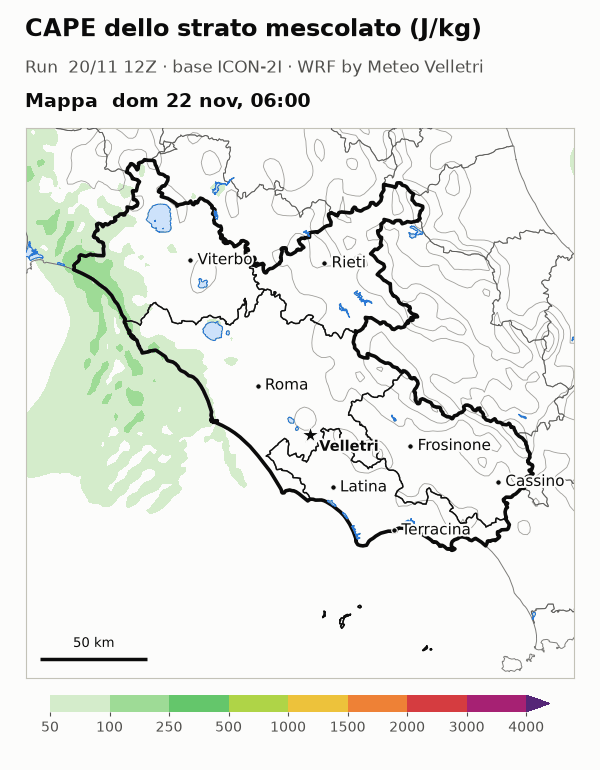 CAPE dello strato mescolato (J/kg)
Run 20/11 12Z · base ICON-2I · WRF by Meteo Velletri
Mappa dom 22 nov, 06:00
Viterbo
Rieti
Roma
Velletri
Frosinone
Cassino
Latina
Terracina
50 km
50 100 250 500 1000 1500 2000 3000 4000